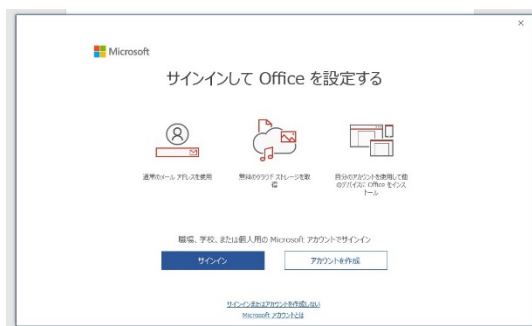 Microsoft
サインインして Office を設定する
通常のメール アドレスを使用
無料のクラウド ストレージを取
得
自分のアカウントを使用して他
のデバイスに Office をインス
トール
職場、学校、または個人用の Microsoft アカウントでサインイン
サインイン
アカウントを作成
サインインまたはアカウントを作成しない
Microsoft アカウントとは